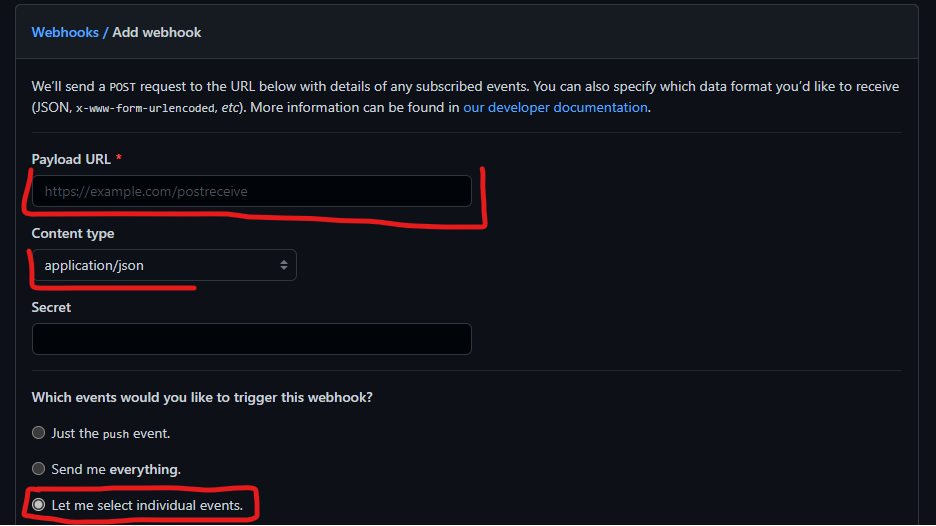 Webhooks / Add webhook
We’ll send a POST request to the URL below with details of any subscribed events. You can also specify which data format you’d like to receive
(JSON, x-www-form-urlencoded, etc). More information can be found in our developer documentation.
Payload URL *
https://example.com/postreceive
Content type
application/json
Secret
Which events would you like to trigger this webhook?
Just the push event.
Send me everything.
Let me select individual events.